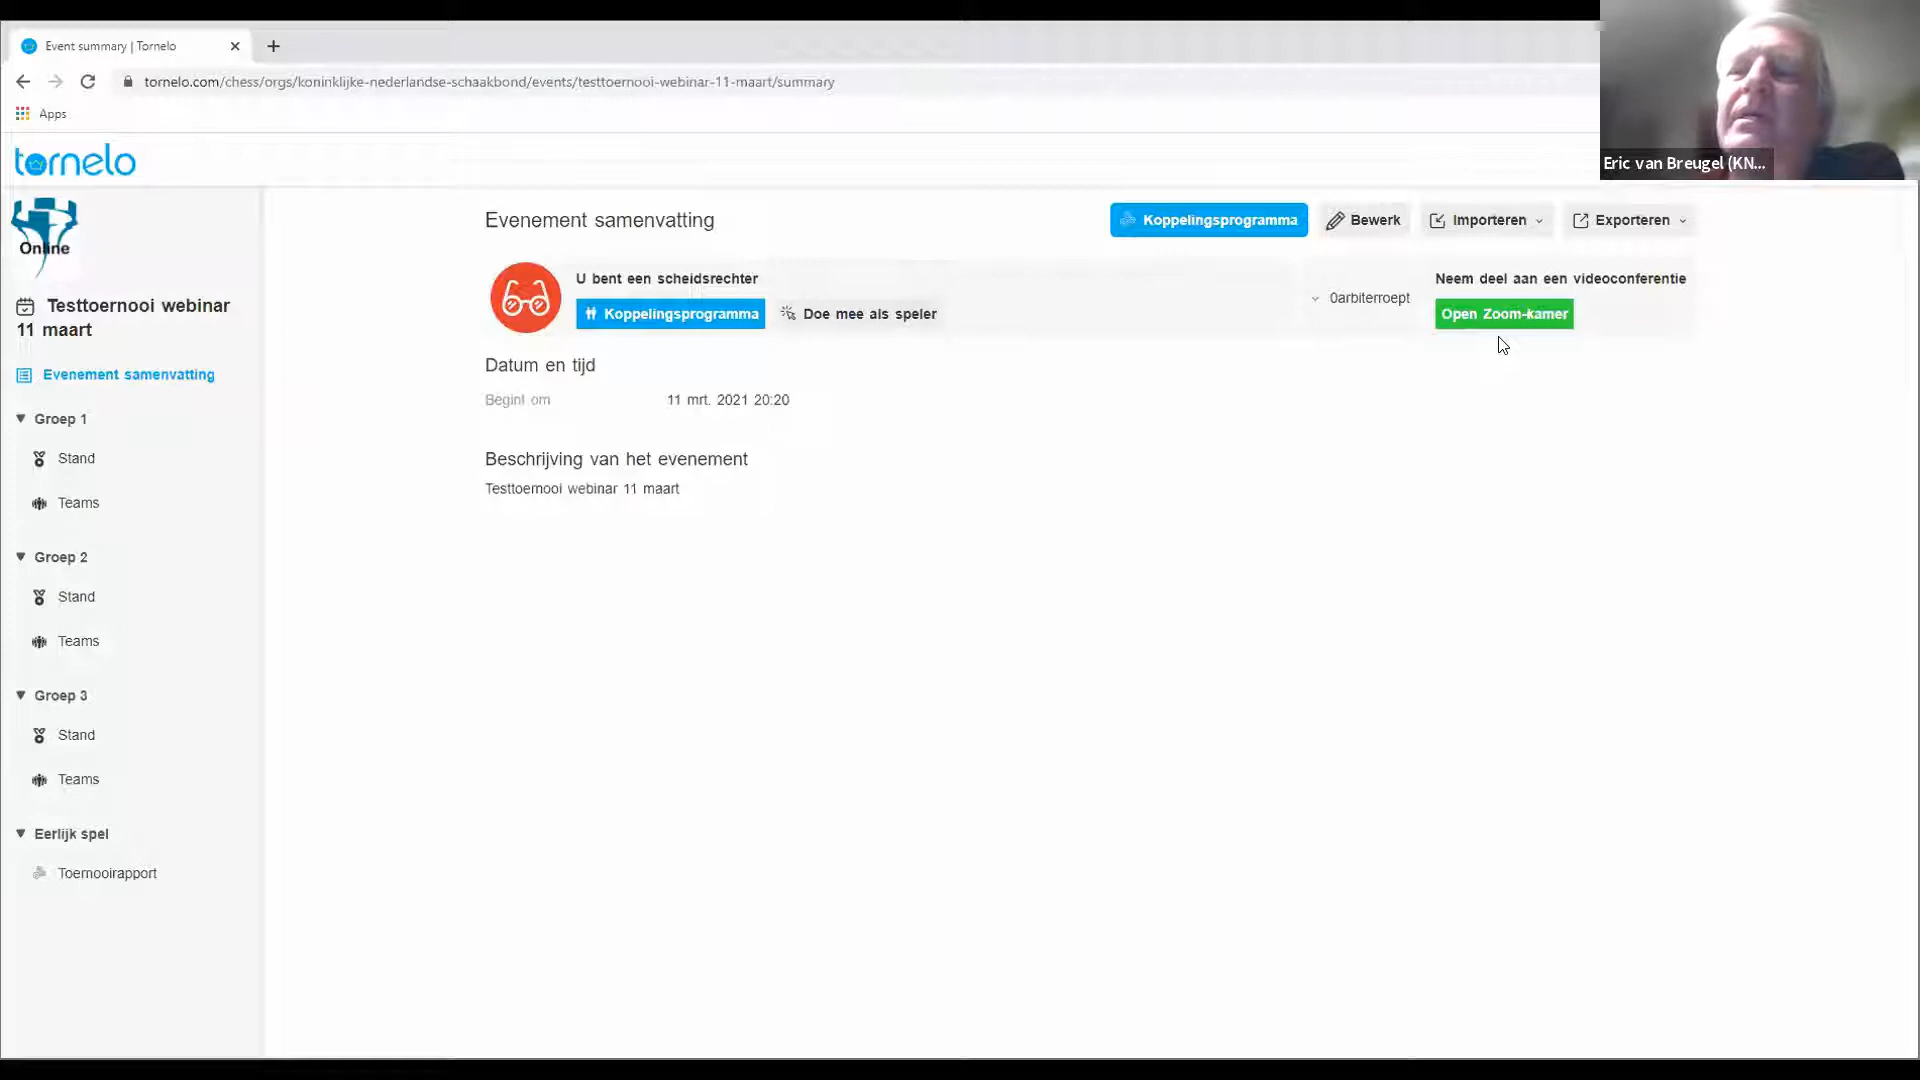 Event summary | Tornelo
tornelo.com/chess/orgs/koninklijke-nederlandse-schaakbond/events/testtoernooi-webinar-11-maart/summary
Apps
Eric van Breugel (KN...
tornelo
Online
Evenement samenvatting
Koppelingsprogramma
Bewerk
Importeren
Exporteren
U bent een scheidsrechter
Koppelingsprogramma
Doe mee als speler
0arbiterroept
Neem deel aan een videoconferentie
Open Zoom-kamer
Testtoernooi webinar
11 maart
Evenement samenvatting
Groep 1
Stand
Teams
Groep 2
Stand
Teams
Groep 3
Stand
Teams
Eerlijk spel
Toernooirapport
Datum en tijd
Begint om 11 mrt. 2021 20:20
Beschrijving van het evenement
Testtoernooi webinar 11 maart